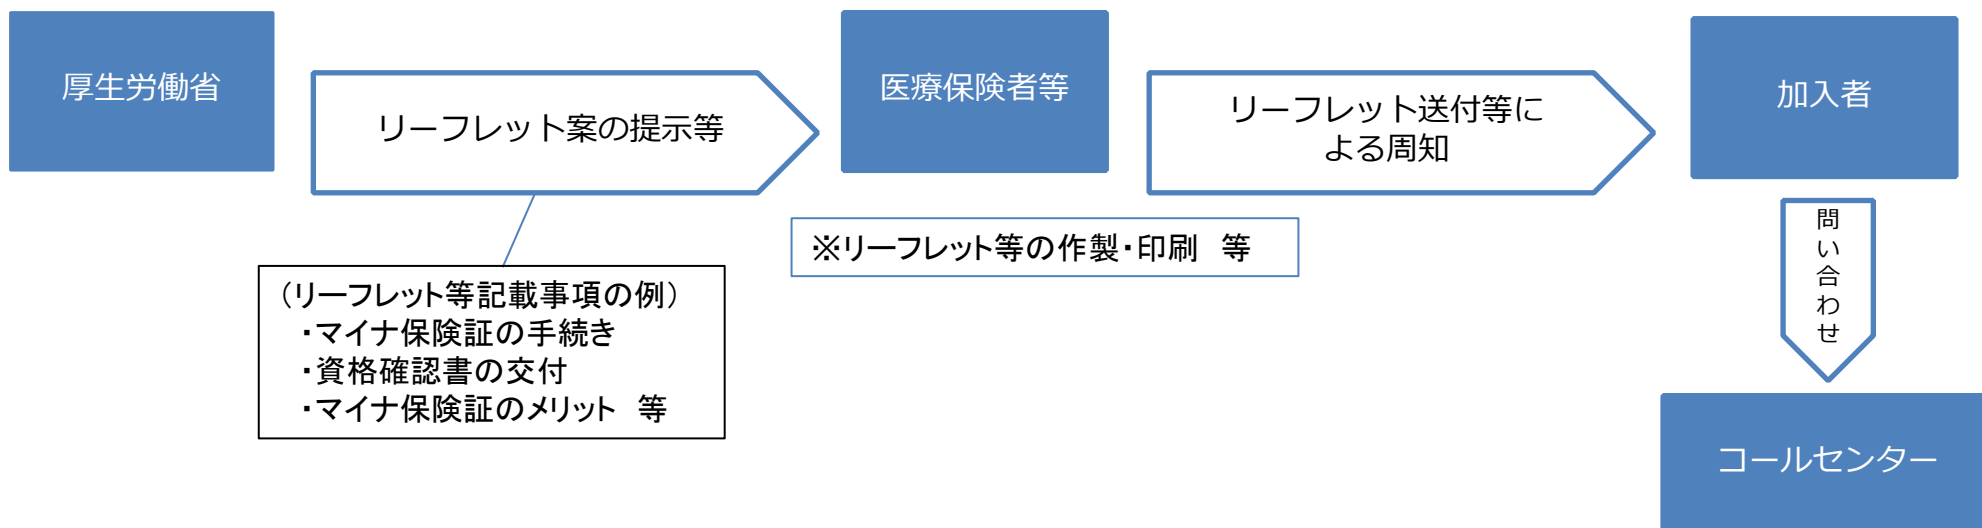 厚生労働省
リーフレット案の提示等
医療保険者等
リーフレット送付等に
よる周知
加入者
※リーフレット等の作製・印刷　等
（リーフレット等記載事項の例）
・マイナ保険証の手続き
・資格確認書の交付
・マイナ保険証のメリット　等
問い合わせ
コールセンター